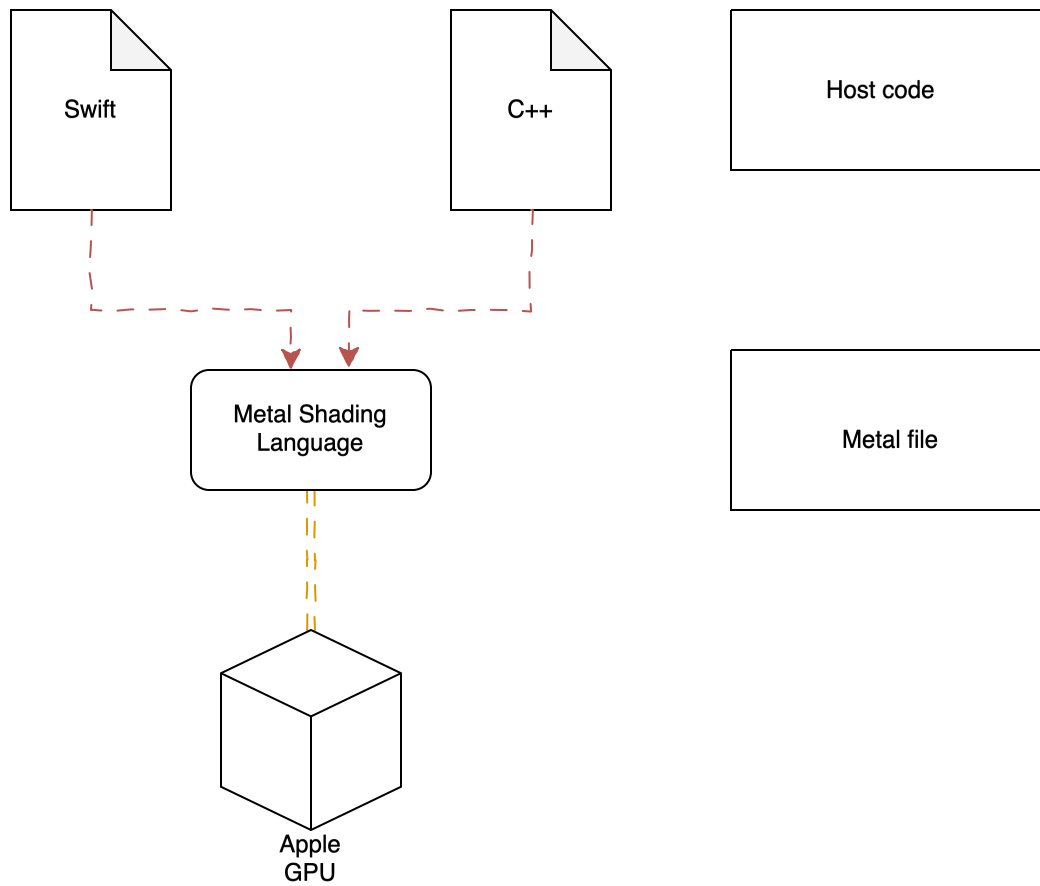 Swift
C++
Host code
Metal Shading
Language
Metal file
Apple
GPU